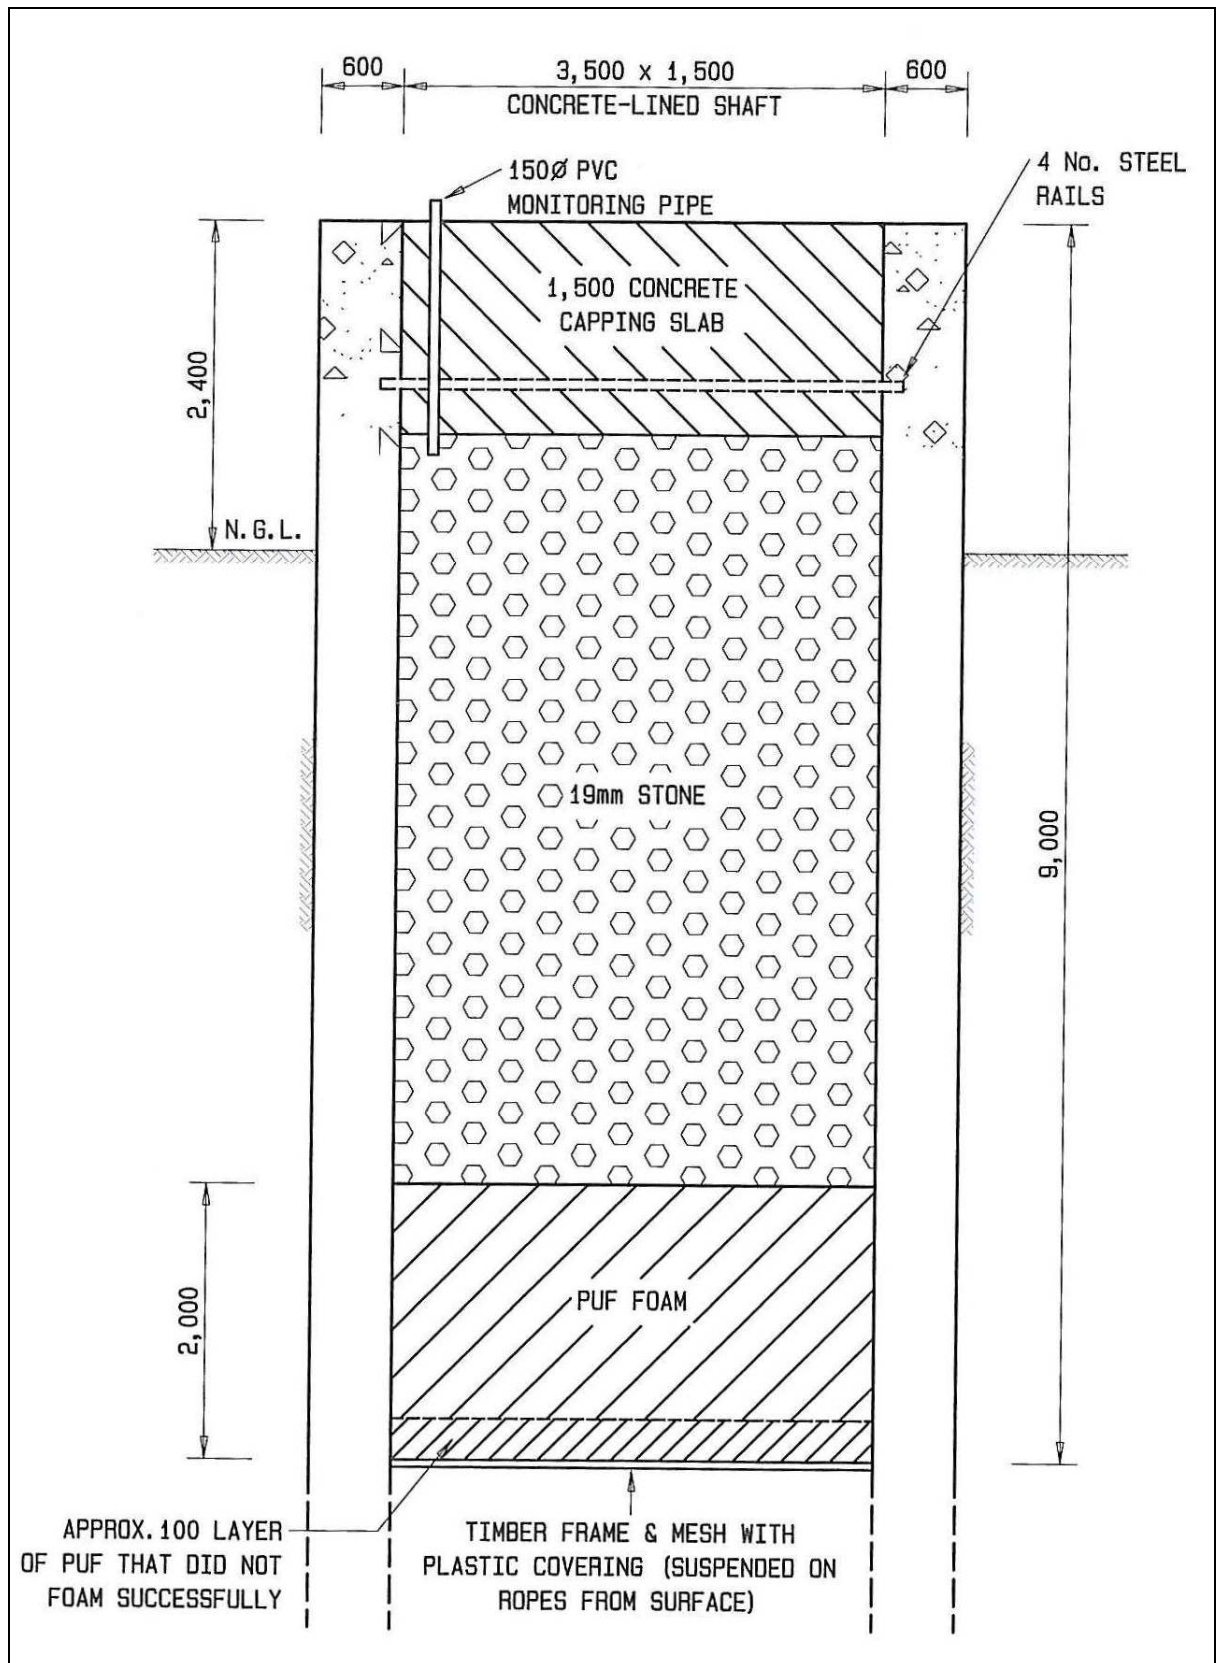 600
3,500 x 1,500
600
CONCRETE-LINED SHAFT
150Ø PVC
MONITORING PIPE
4 No. STEEL
RAILS
1,500 CONCRETE
CAPPING SLAB
2,400
N.G.L.
19mm STONE
9,000
2,000
PUF FOAM
APPROX.100 LAYER
OF PUF THAT DID NOT
FOAM SUCCESSFULLY
TIMBER FRAME & MESH WITH
PLASTIC COVERING (SUSPENDED ON
ROPES FROM SURFACE)